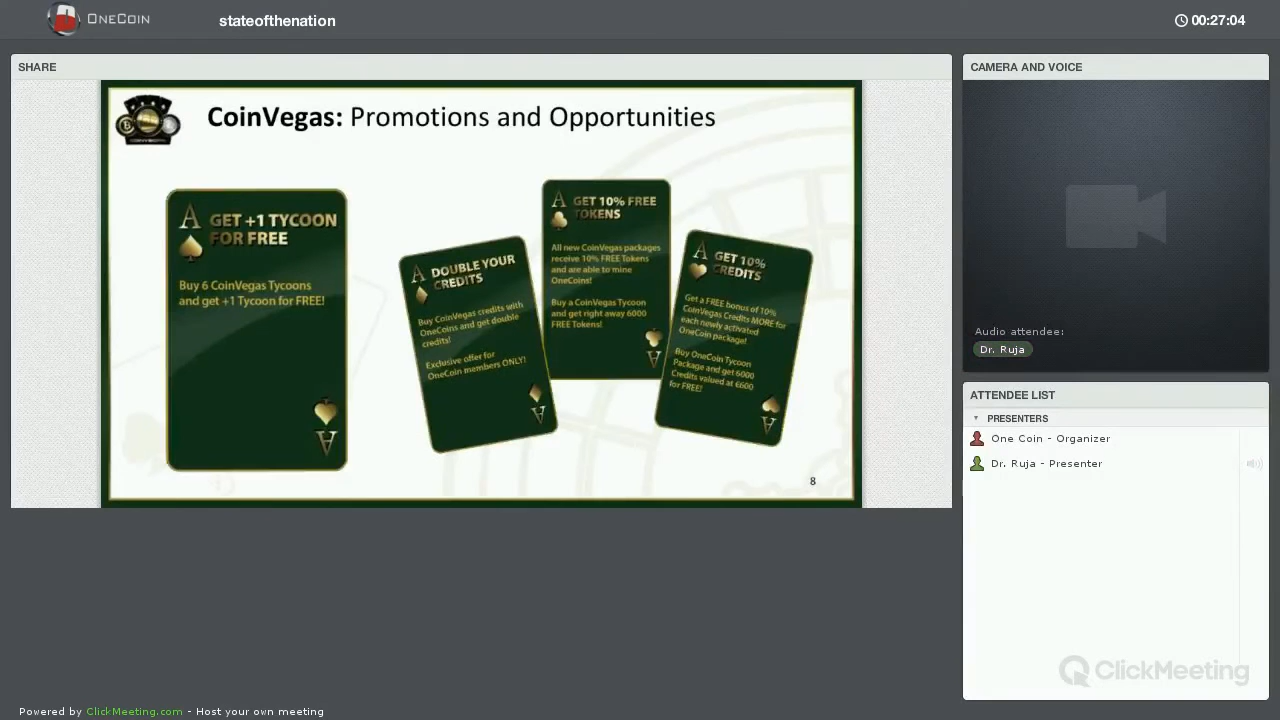 ONECOIN
stateofthenation
00:27:04
SHARE
CoinVegas: Promotions and Opportunities
A
GET +1 TYCOON
FOR FREE
Buy 6 CoinVegas Tycoons
and get +1 Tycoon for FREE!
A
A
DOUBLE YOUR
CREDITS
Buy CoinVegas credits with
OneCoins and get double
credits!
Exclusive offer for
OneCoin members ONLY!
A
A
GET 10% FREE
TOKENS
All new CoinVegas packages
receive 10% FREE Tokens
and are able to mine
OneCoins!
Buy a CoinVegas Tycoon
and get right away 6000
FREE Tokens!
A
A
GET 10%
CREDITS
Get a FREE bonus of 10%
CoinVegas Credits MORE for
each newly activated
OneCoin package!
Buy OneCoin Tycoon
Package and get 6000
Credits valued at €600
for FREE!
A
8
CAMERA AND VOICE
Audio attendee:
Dr. Ruja
ATTENDEE LIST
PRESENTERS
One Coin - Organizer
Dr. Ruja - Presenter
ClickMeeting
Powered by ClickMeeting.com - Host your own meeting